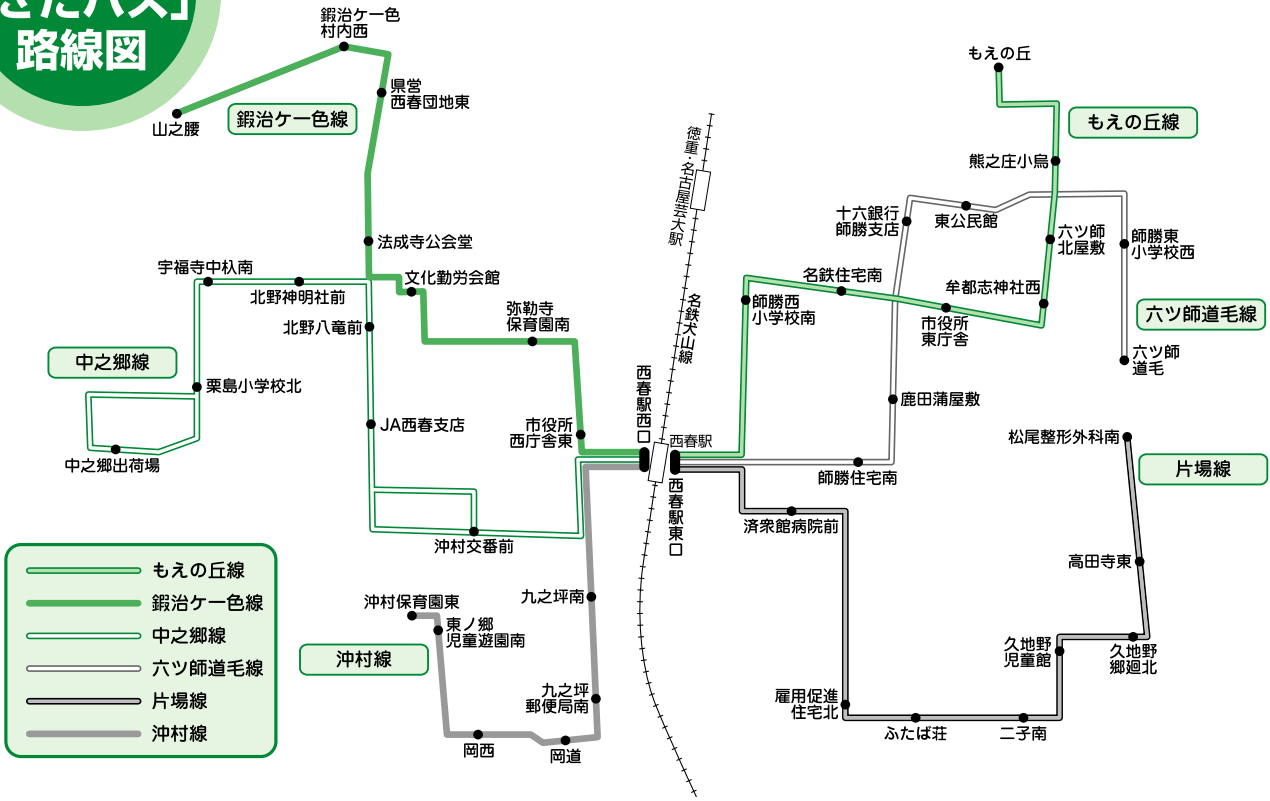 きたバス」
路線図
鍜治ケ一色
村内西
山之腰
県営
西春団地東
鍜治ケ一色線
法成寺公会堂
文化勤労会館
弥勒寺
保育園南
市役所
西庁舎東
宇福寺中杁南
北野神明社前
北野八竜前
中之郷線
栗島小学校北
JA西春支店
中之郷出荷場
沖村交番前
徳重・名古屋芸大駅
名鉄犬山線
西春駅西口
西春駅
西春駅東口
もえの丘
もえの丘線
熊之庄小烏
十六銀行
師勝支店
東公民館
六ツ師
北屋敷
師勝東
小学校西
名鉄住宅南
牟都志神社西
師勝西
小学校南
市役所
東庁舎
六ツ師道毛線
六ツ師
道毛
鹿田蒲屋敷
師勝住宅南
松尾整形外科南
片場線
済衆館病院前
高田寺東
久地野
児童館
久地野
郷廻北
雇用促進
住宅北
ふたば荘
二子南
九之坪南
沖村保育園東
東ノ郷
児童遊園南
沖村線
九之坪
郵便局南
岡西
岡道
もえの丘線
鍜治ケ一色線
中之郷線
六ツ師道毛線
片場線
沖村線